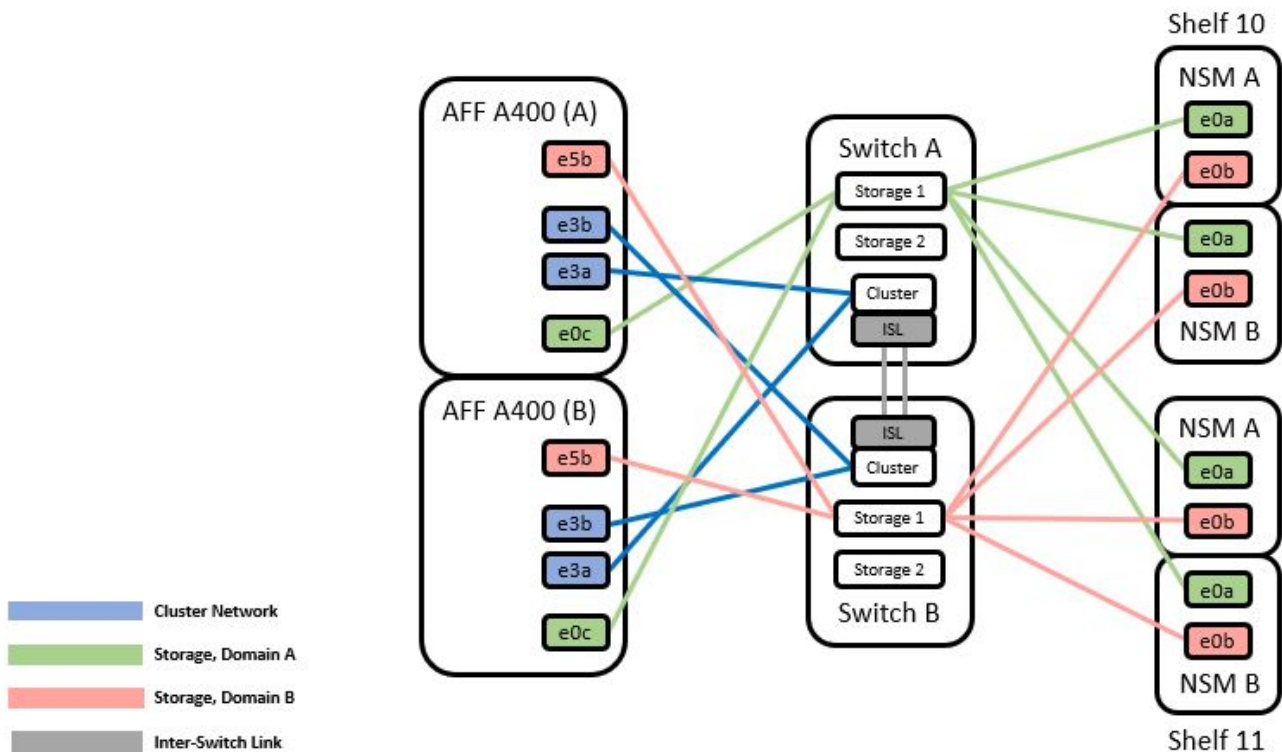 Shelf 10
AFF A400 (A)
e5b
e3b
e3a
e0c
AFF A400 (B)
e5b
e3b
e3a
e0c
Switch A
Storage 1
Storage 2
Cluster
ISL
ISL
Cluster
Storage 1
Storage 2
Switch B
NSM A
e0a
e0b
e0a
e0b
NSM B
NSM A
e0a
e0b
e0a
e0b
NSM B
Shelf 11
Cluster Network
Storage, Domain A
Storage, Domain B
Inter-Switch Link